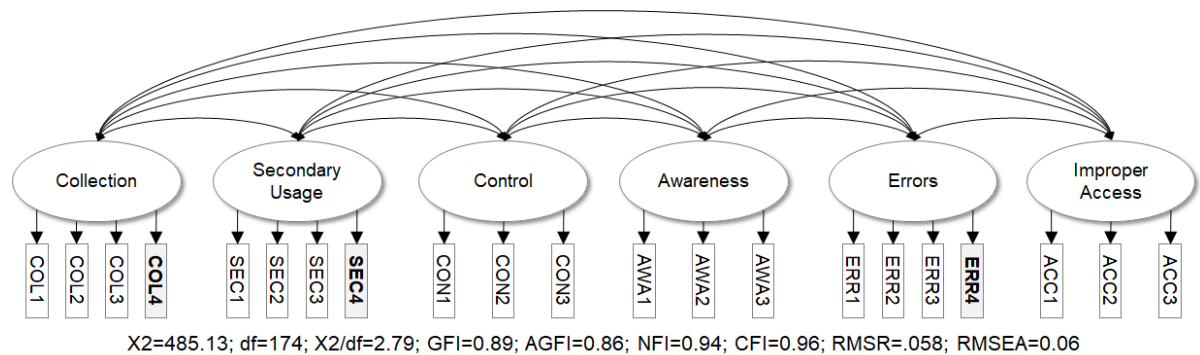 Collection
Secondary
Usage
Control
Awareness
Errors
Improper
Access
COL1
COL2
COL3
COL4
SEC1
SEC2
SEC3
SEC4
CON1
CON2
CON3
AWA1
AWA2
AWA3
ERR1
ERR2
ERR3
ERR4
ACC1
ACC2
ACC3
X2=485.13; df=174; X2/df=2.79; GFI=0.89; AGFI=0.86; NFI=0.94; CFI=0.96; RMSR=.058; RMSEA=0.06